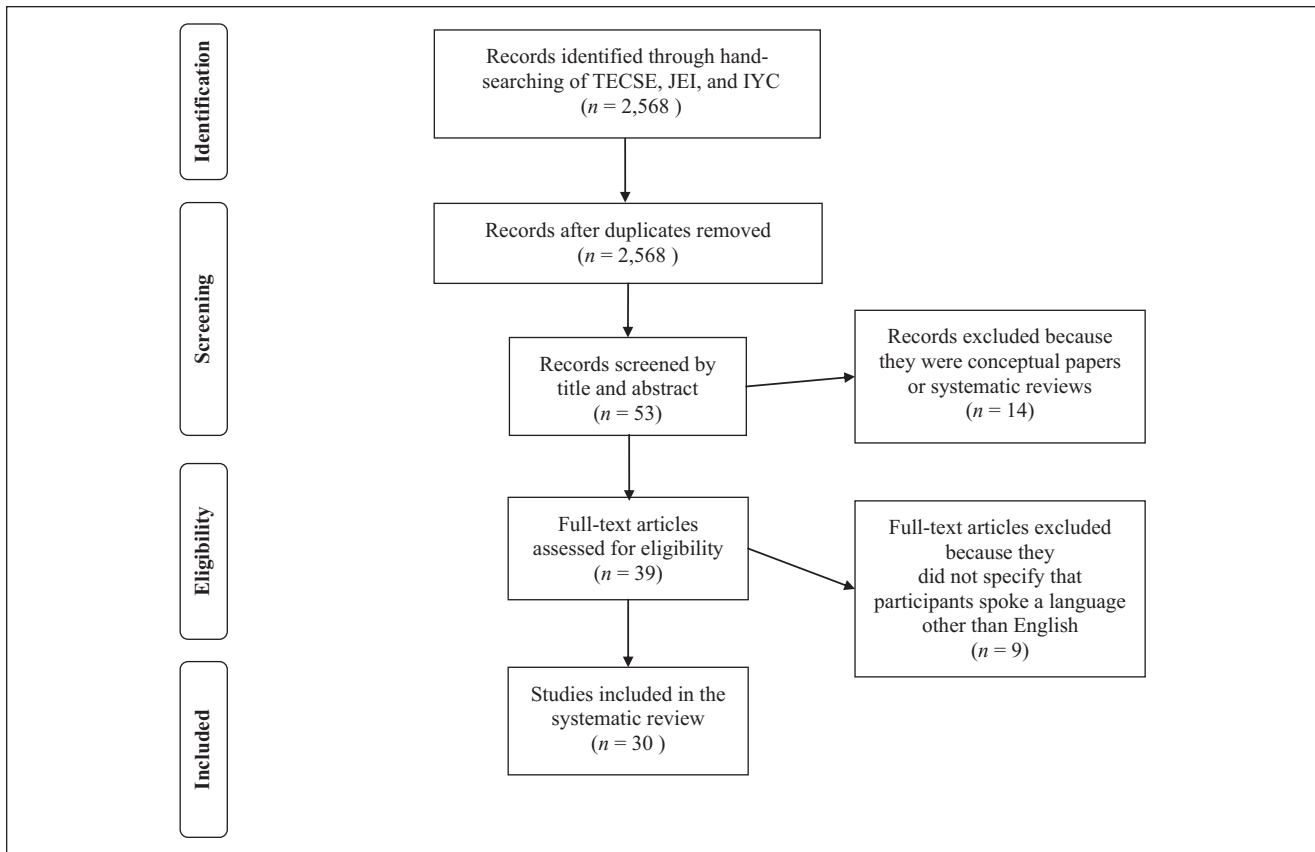 Identification
Records identified through hand-
searching of TECSE, JEI, and IYC
(n = 2,568 )
Screening
Records after duplicates removed
(n = 2,568 )
Records screened by
title and abstract
(n = 53)
Records excluded because
they were conceptual papers
or systematic reviews
(n = 14)
Eligibility
Full-text articles
assessed for eligibility
(n = 39)
Full-text articles excluded
because they
did not specify that
participants spoke a language
other than English
(n = 9)
Included
Studies included in the
systematic review
(n = 30 )